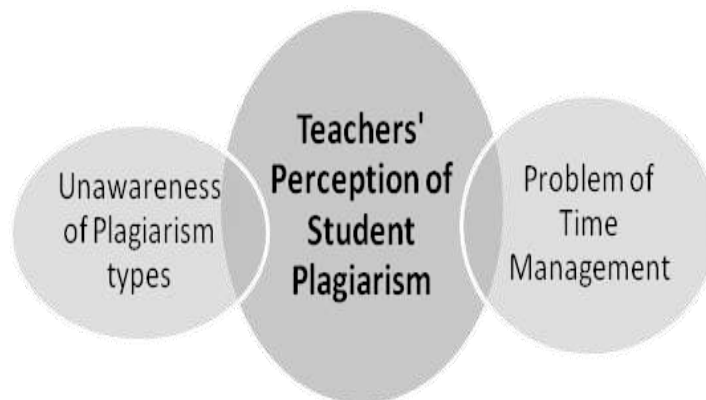 Unawareness
of Plagiarism
types
Teachers'
Perception of
Student
Plagiarism
Problem of
Time
Management